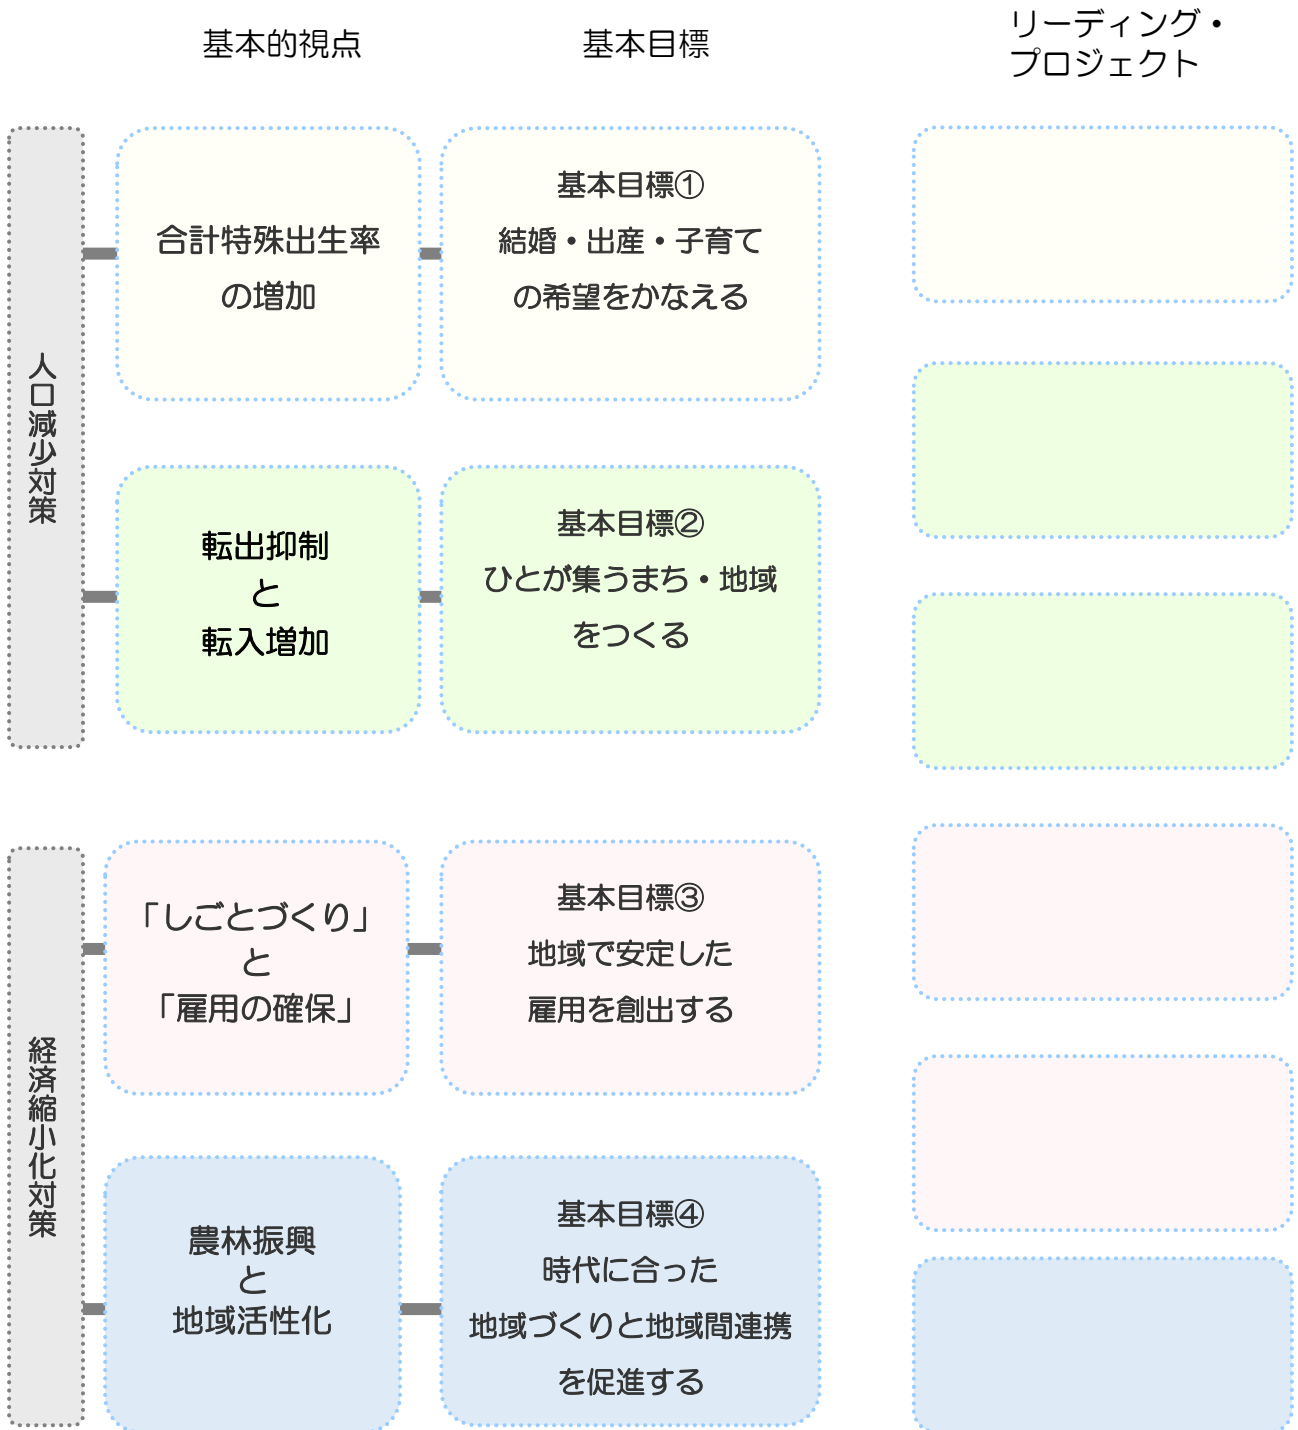 基本的視点
基本目標
リーディング・
プロジェクト
人口減少対策
合計特殊出生率
の増加
基本目標①
結婚・出産・子育て
の希望をかなえる
転出抑制
と
転入増加
基本目標②
ひとが集うまち・地域
をつくる
経済縮小化対策
「しごとづくり」
と
「雇用の確保」
基本目標③
地域で安定した
雇用を創出する
農林振興
と
地域活性化
基本目標④
時代に合った
地域づくりと地域間連携
を促進する